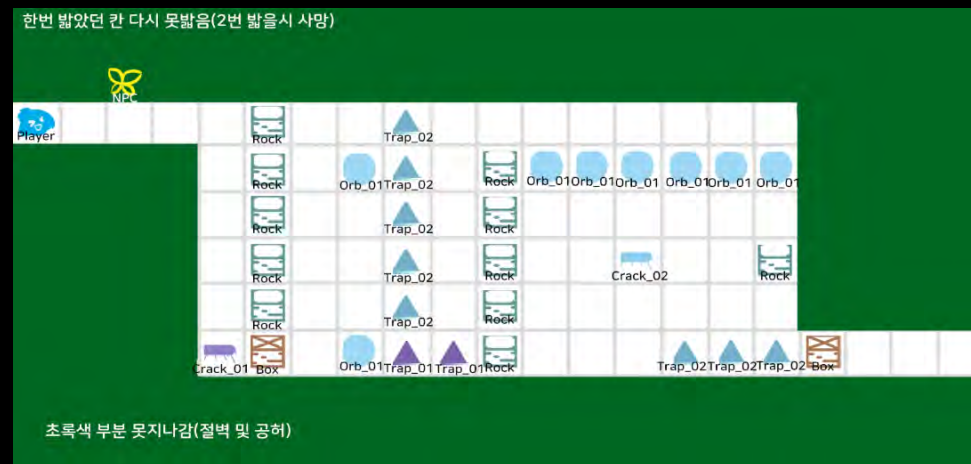 한번 밟았던 칸 다시 못밟음(2번 밟을시 사망)
NPC
Player Rock Trap_02
Rock Orb_01 Trap_02 Rock Orb_01 Orb_01 Orb_01 Orb_01 Orb_01 Orb_01
Rock Trap_02 Rock
Rock Trap_02 Rock Crack_02 Rock
Rock Trap_02 Rock
Crack_01 Box Orb_01 Trap_01 Trap_01 Rock Trap_02 Trap_02 Trap_02 Box
초록색 부분 못지나감(절벽 및 공허)